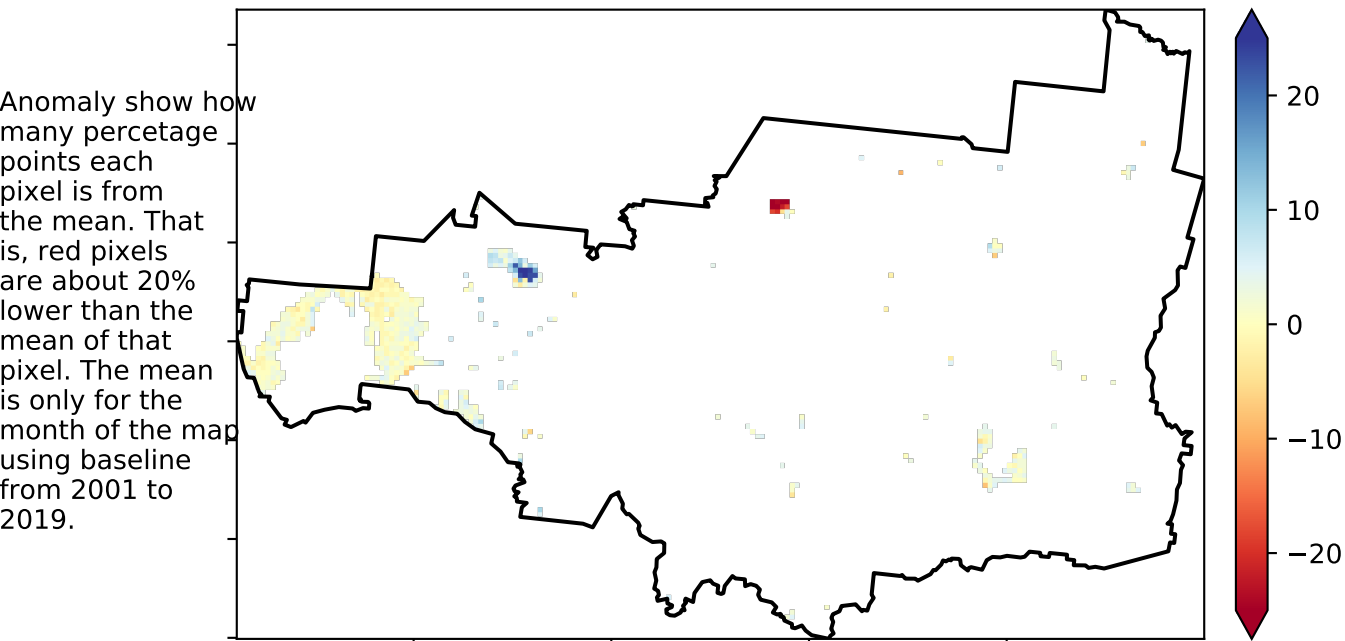 Anomaly show how
many percetage
points each
pixel is from
the mean. That
is, red pixels
are about 20%
lower than the
mean of that
pixel. The mean
is only for the
month of the map
using baseline
from 2001 to
2019.
20
10
0
−10
−20